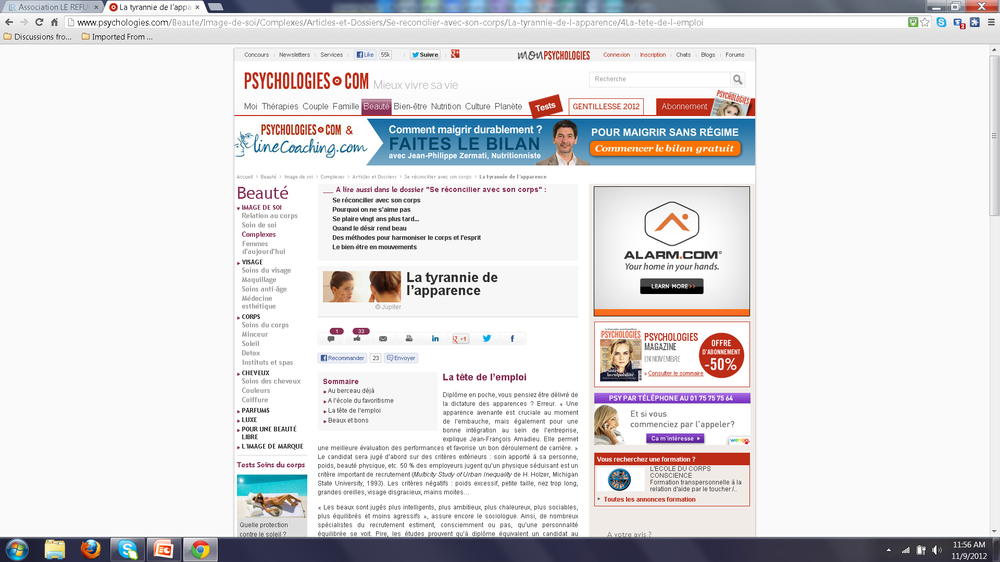 Association LE REFU
La tyrannie de l'appa
www.psychologies.com/Beaute/Image-de-soi/Complexes/Articles-et-Dossiers/Se-reconcilier-avec-son-corps/La-tyrannie-de-l-apparence/4La-tete-de-l-emploi
2
Discussions fro...
Imported From ...
Concours
Newsletters
Services
Like
55k
Suivre
g+
mon PSYCHOLOGIES
Connexion
Inscription
Chats
Blogs
Forums
PSYCHOLOGIES COM Mieux vivre sa vie
Recherche
Moi Thérapies Couple Famille Beauté Bien-être Nutrition Culture Planète
Tests
GENTILLESSE 2012
Abonnement
PSYCHOLOGIES
PSYCHOLOGIES COM &
lineCoaching.com
Comment maigrir durablement ?
FAITES LE BILAN
avec Jean-Philippe Zermati, Nutritionniste
POUR MAIGRIR SANS RÉGIME
Commencer le bilan gratuit
Accueil > Beauté > Image de soi > Complexes > Articles et Dossiers > Se réconcilier avec son corps > La tyrannie de l'apparence
Beauté
IMAGE DE SOI
Relation au corps
Soin de soi
Complexes
Femmes
d'aujourd'hui
VISAGE
Soins du visage
Maquillage
Soins anti-âge
Médecine
esthétique
CORPS
Soins du corps
Minceur
Soleil
Detox
Instituts et spas
CHEVEUX
Soins des cheveux
Couleurs
Coiffure
PARFUMS
LUXE
POUR UNE BEAUTÉ
LIBRE
L'IMAGE DE MARQUE
Tests Soins du corps
Quelle protection
contre le soleil ?
___ A lire aussi dans le dossier "Se réconcilier avec son corps" :
Se réconcilier avec son corps
Pourquoi on ne s'aime pas
Se plaire vingt ans plus tard...
Quand le désir rend beau
Des méthodes pour harmoniser le corps et l'esprit
Le bien-être en mouvements
La tyrannie de
l'apparence
© Jupiter
1
33
in
g +1
f
Recommander
23
Envoyer
Sommaire
Au berceau déjà
A l'école du favoritisme
La tête de l'emploi
Beaux et bons
La tête de l'emploi
Diplôme en poche, vous pensiez être délivré de
la dictature des apparences ? Erreur. « Une
apparence avenante est cruciale au moment
de l'embauche, mais également pour une
bonne intégration au sein de l'entreprise,
explique Jean-François Amadieu. Elle permet
une meilleure évaluation des performances et favorise un bon déroulement de carrière. »
Le candidat sera jugé d'abord sur des critères extérieurs : soin apporté à sa personne,
poids, beauté physique, etc. 50 % des employeurs jugent qu'un physique séduisant est un
critère important de recrutement (Multicity Study of Urban Inequality de H. Holzer, Michigan
State University, 1993). Les critères négatifs : poids excessif, petite taille, nez trop long,
grandes oreilles, visage disgracieux, mains moites...
« Les beaux sont jugés plus intelligents, plus ambitieux, plus chaleureux, plus sociables,
plus équilibrés et moins agressifs », assure encore le sociologue. Ainsi, de nombreux
spécialistes du recrutement estiment, consciemment ou pas, qu'une personnalité
équilibrée se voit. Pire, les études prouvent qu'à diplôme équivalent un candidat au
ALARM.COM®
Your home in your hands.
LEARN MORE >>
PSYCHOLOGIES
Résister à
la culpabilité
PSYCHOLOGIES
MAGAZINE
EN NOVEMBRE
» Consulter le sommaire
OFFRE
D'ABONNEMENT
-50%
PSY PAR TÉLÉPHONE AU 01 75 75 75 64
Et si vous
commenciez par l'appeler?
Ca m'intéresse
wengo
Vous recherchez une formation ?
L'ECOLE DU CORPS
CONSCIENCE
Formation transpersonnelle à la
relation d'aide par le toucher /..
Toutes les annonces formation
A votre avis ?
11:56 AM
11/9/2012